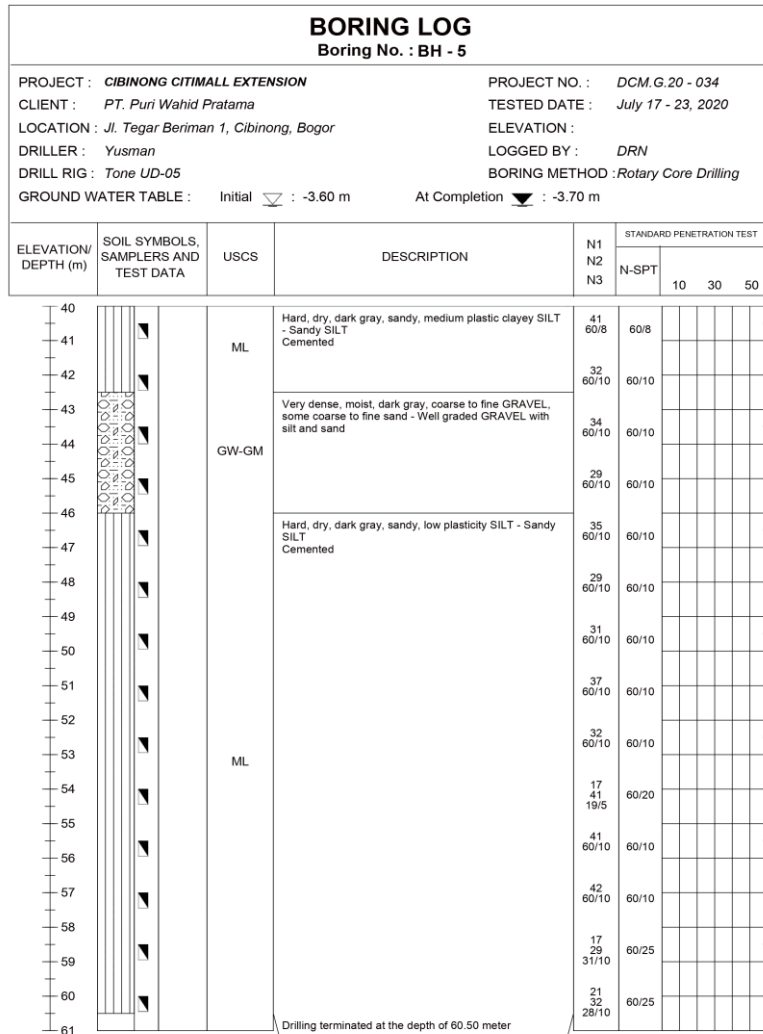 BORING LOG
Boring No. : BH - 5
PROJECT : CIBINONG CITIMALL EXTENSION PROJECT NO. : DCM.G.20 - 034
CLIENT : PT. Puri Wahid Pratama TESTED DATE : July 17 - 23, 2020
LOCATION : Jl. Tegar Beriman 1, Cibinong, Bogor ELEVATION :
DRILLER : Yusman LOGGED BY : DRN
DRILL RIG : Tone UD-05 BORING METHOD : Rotary Core Drilling
GROUND WATER TABLE : Initial : -3.60 m At Completion : -3.70 m
ELEVATION/
DEPTH (m)
SOIL SYMBOLS,
SAMPLERS AND
TEST DATA
USCS
DESCRIPTION
N1
N2
N3
STANDARD PENETRATION TEST
N-SPT
10 30 50
40
Hard, dry, dark gray, sandy, medium plastic clayey SILT
- Sandy SILT
Cemented
41
60/8 60/8
41
ML
42
32
60/10 60/10
43
Very dense, moist, dark gray, coarse to fine GRAVEL,
some coarse to fine sand - Well graded GRAVEL with
silt and sand
34
60/10 60/10
44
GW-GM
45
29
60/10 60/10
46
Hard, dry, dark gray, sandy, low plasticity SILT - Sandy
SILT
Cemented
35
60/10 60/10
47
48
29
60/10 60/10
49
31
60/10 60/10
50
51
37
60/10 60/10
52
32
60/10 60/10
53
ML
54
17
41
19/5
60/20
55
41
60/10 60/10
56
57
42
60/10 60/10
58
17
29
31/10
60/25
59
60
21
32
28/10
60/25
Drilling terminated at the depth of 60.50 meter
61